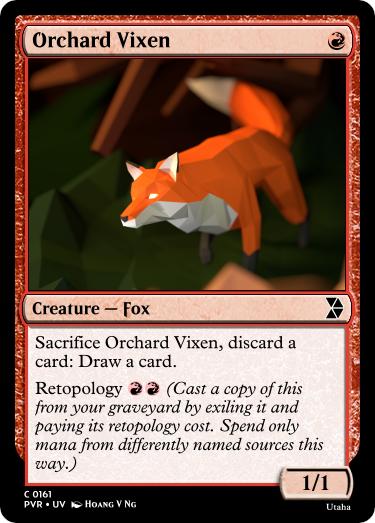 Orchard Vixen
Creature — Fox
Sacrifice Orchard Vixen, discard a
card: Draw a card.
Retopology (Cast a copy of this
from your graveyard by exiling it and
paying its retopology cost. Spend only
mana from differently named sources this
way.)
1/1
C 0161
PVR • UV Hoang V Ng
Utaha